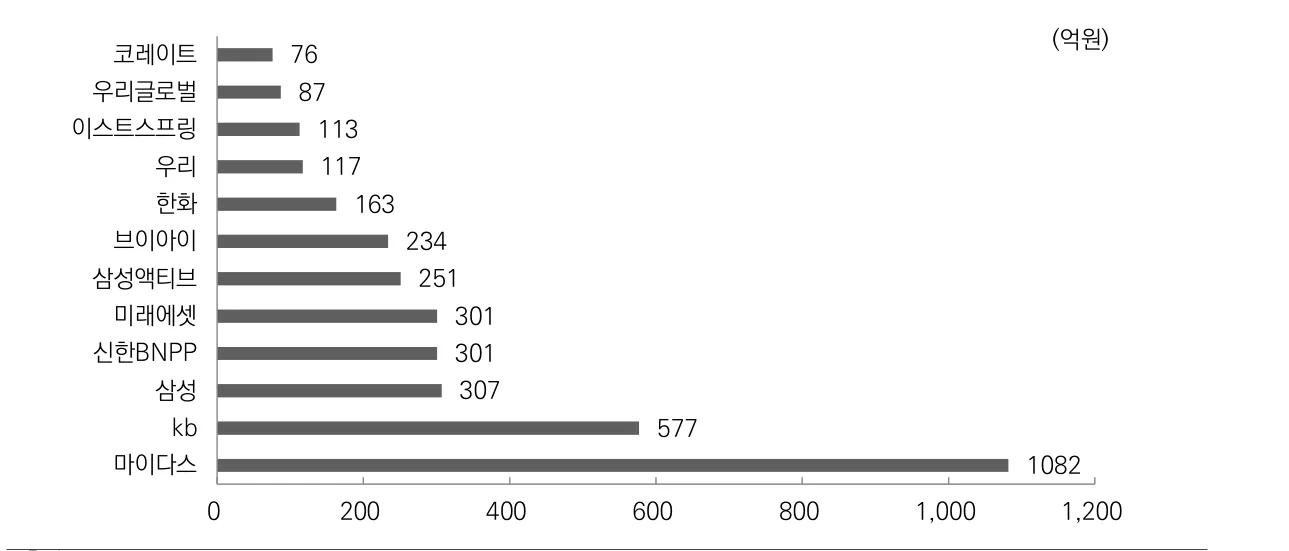 (억원)
코레이트 76
우리글로벌 87
이스트스프링 113
우리 117
한화 163
브이아이 234
삼성액티브 251
미래에셋 301
신한BNPP 301
삼성 307
kb 577
마이다스 1082
0 200 400 600 800 1,000 1,200